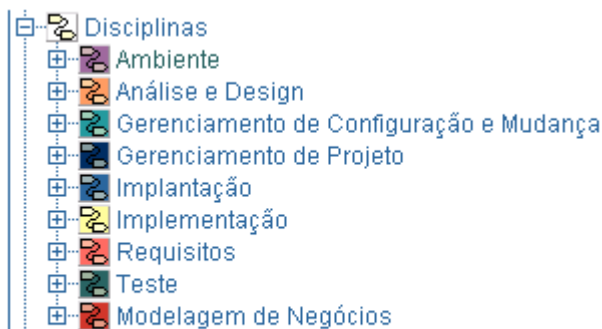 Disciplinas
Ambiente
Análise e Design
Gerenciamento de Configuração e Mudança
Gerenciamento de Projeto
Implantação
Implementação
Requisitos
Teste
Modelagem de Negócios